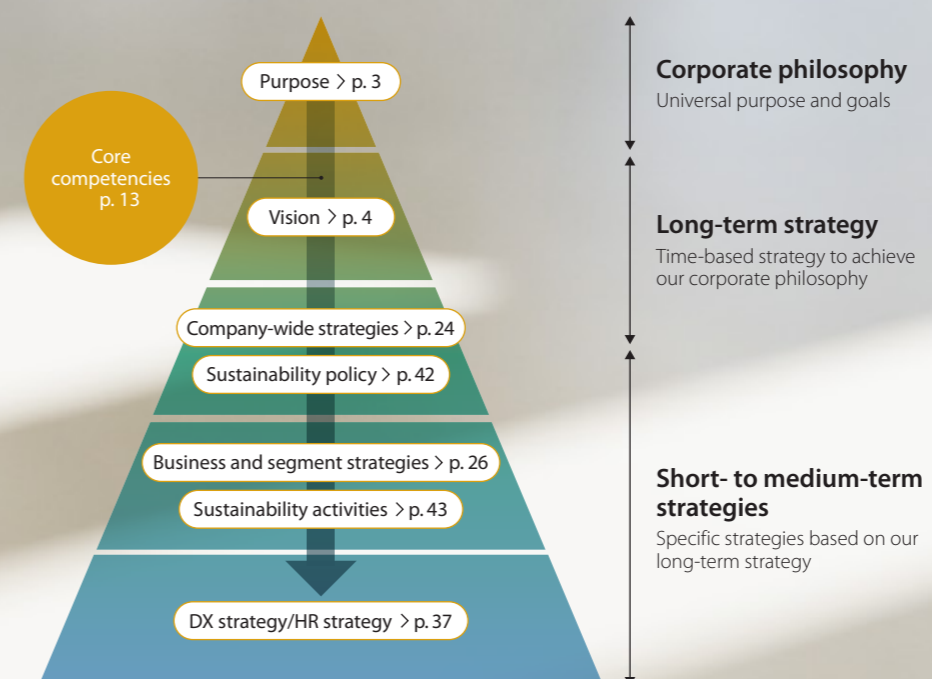 Purpose > p. 3
Core
competencies
p. 13
Vision > p. 4
Company-wide strategies > p. 24
Sustainability policy > p. 42
Business and segment strategies > p. 26
Sustainability activities > p. 43
DX strategy/HR strategy > p. 37
Corporate philosophy
Universal purpose and goals
Long-term strategy
Time-based strategy to achieve
our corporate philosophy
Short- to medium-term
strategies
Specific strategies based on our
long-term strategy